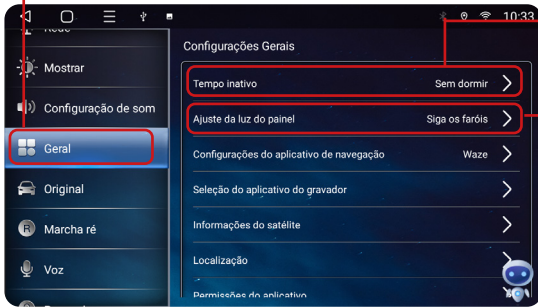 10:33
Rede
Mostrar
Configuração de som
Geral
Original
R Marcha ré
Voz
Configurações Gerais
Tempo inativo Sem dormir
Ajuste da luz do painel Siga os faróis
Configurações do aplicativo de navegação Waze
Seleção do aplicativo do gravador
Informações do satélite
Localização
Permissões do aplicativo